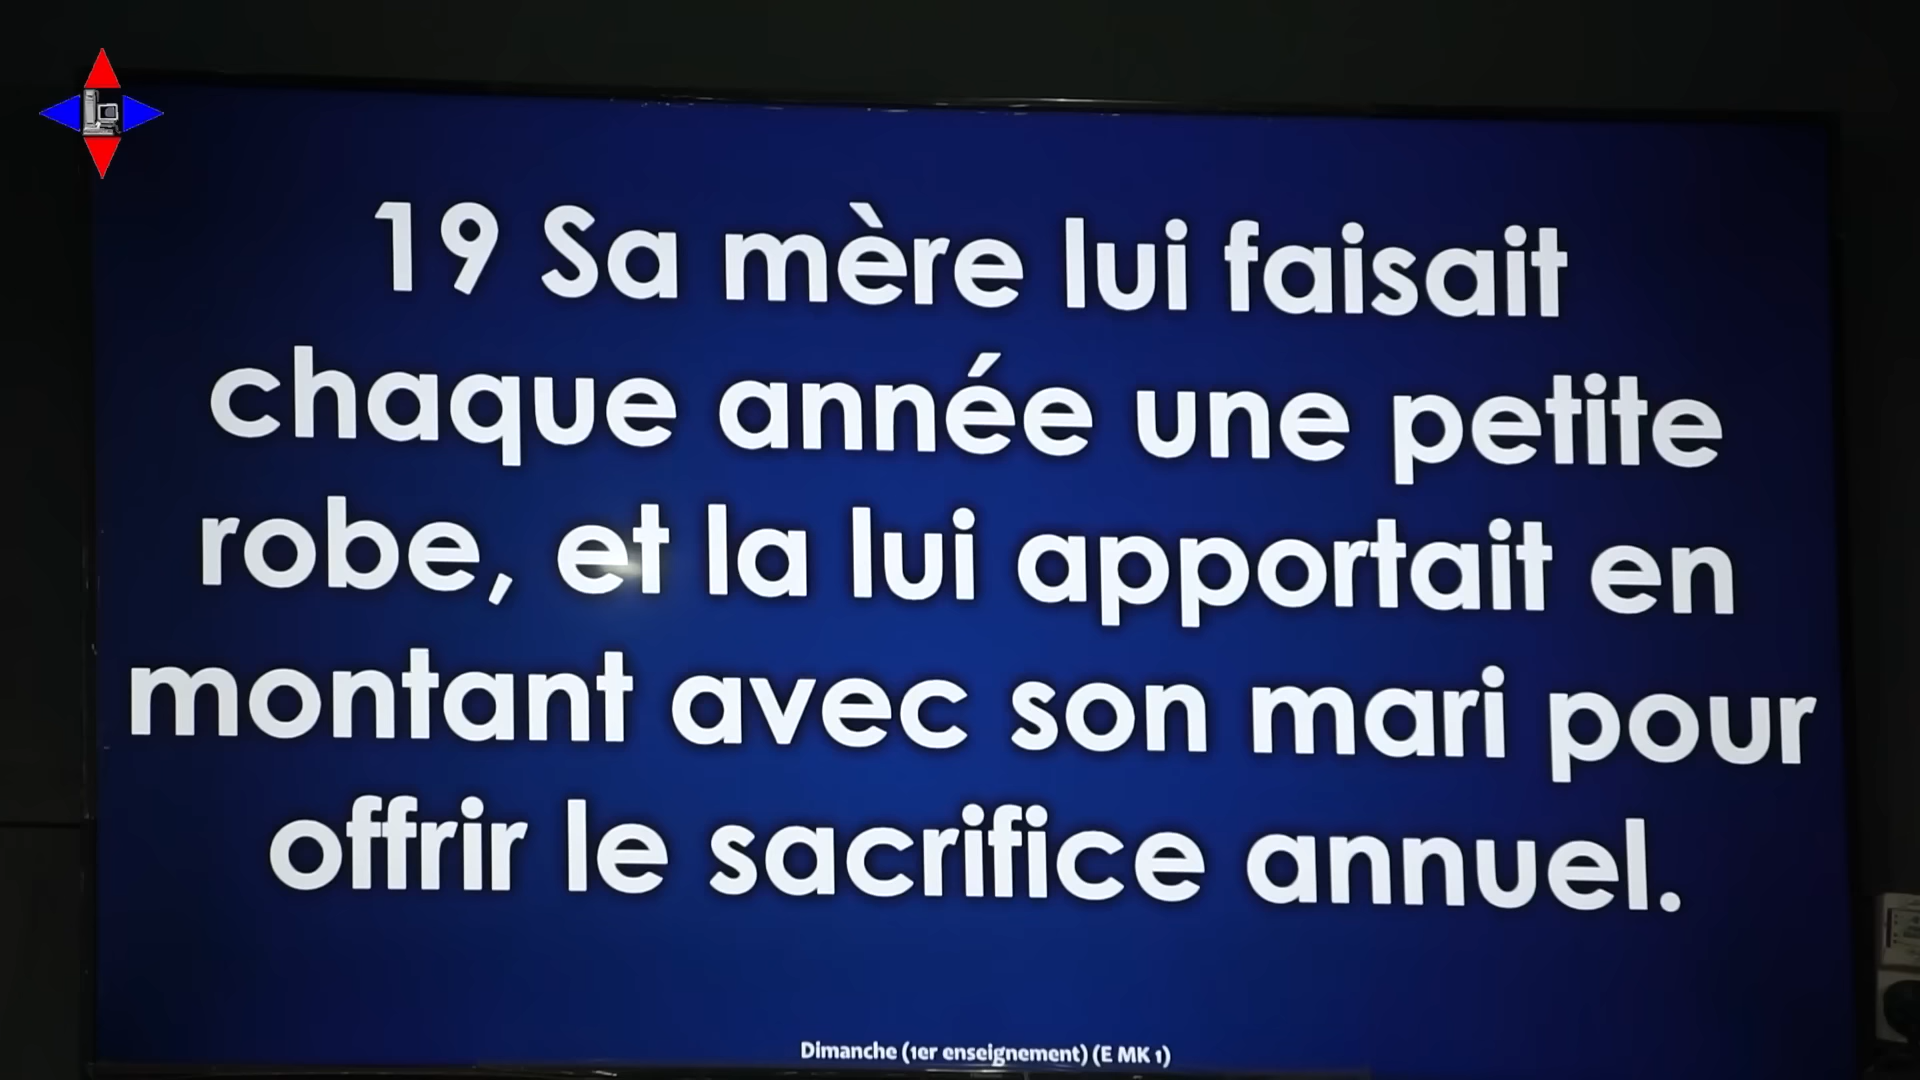 19 Sa mère lui faisait
chaque année une petite
robe, et la lui apportait en
montant avec son mari pour
offrir le sacrifice annuel.
Dimanche (1er enseignement) (E MK 1)